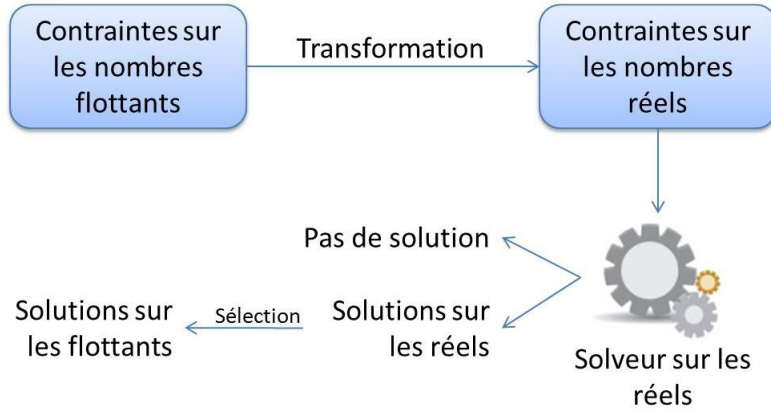 Contraintes sur
les nombres
flottants
Transformation
Contraintes sur
les nombres
réels
Pas de solution
Solutions sur
les flottants
Sélection
Solutions sur
les réels
Solveur sur les
réels